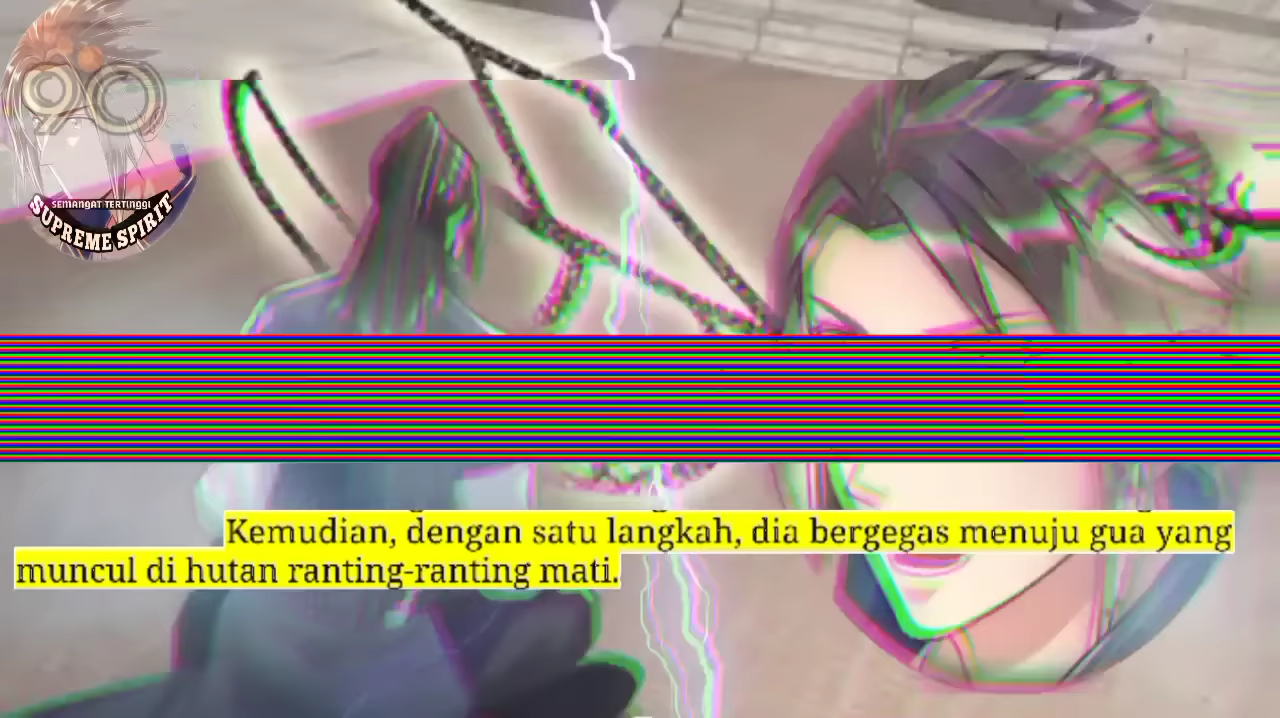 90
SEMANGAT TERTINGGI
SUPREME SPIRIT
Kemudian, dengan satu langkah, dia bergegas menuju gua yang
muncul di hutan ranting-ranting mati.